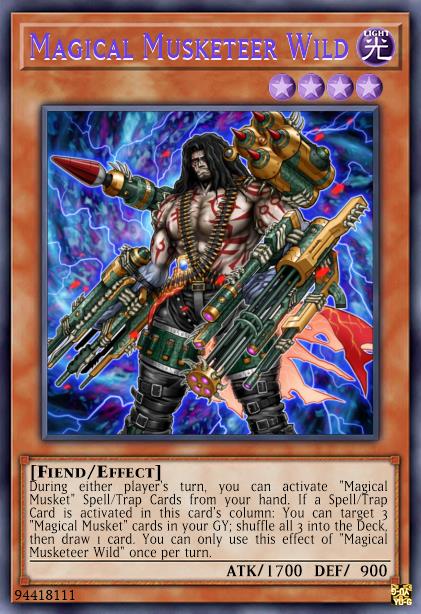 Magical Musketeer Wild
LIGHT
光
[Fiend/Effect]
During either player's turn, you can activate "Magical
Musket" Spell/Trap Cards from your hand. If a Spell/Trap
Card is activated in this card's column: You can target 3
"Magical Musket" cards in your GY; shuffle all 3 into the Deck,
then draw 1 card. You can only use this effect of "Magical
Musketeer Wild" once per turn.
ATK/1700 DEF/ 900
94418111